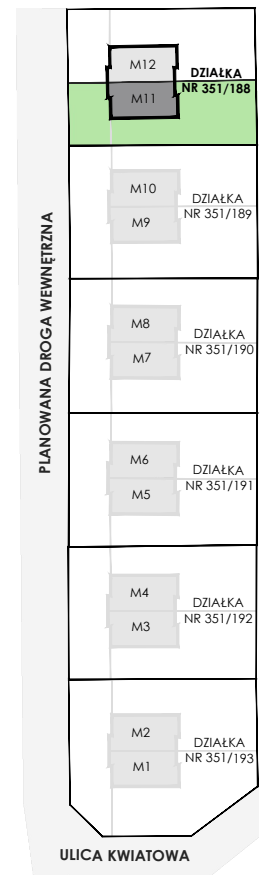 M12
DZIAŁKA
NR 351/188
M11
M10
DZIAŁKA
NR 351/189
M9
PLANOWANA DROGA WEWNĘTRZNA
M8
DZIAŁKA
NR 351/190
M7
M6
DZIAŁKA
NR 351/191
M5
M4
DZIAŁKA
NR 351/192
M3
M2
DZIAŁKA
NR 351/193
M1
ULICA KWIATOWA